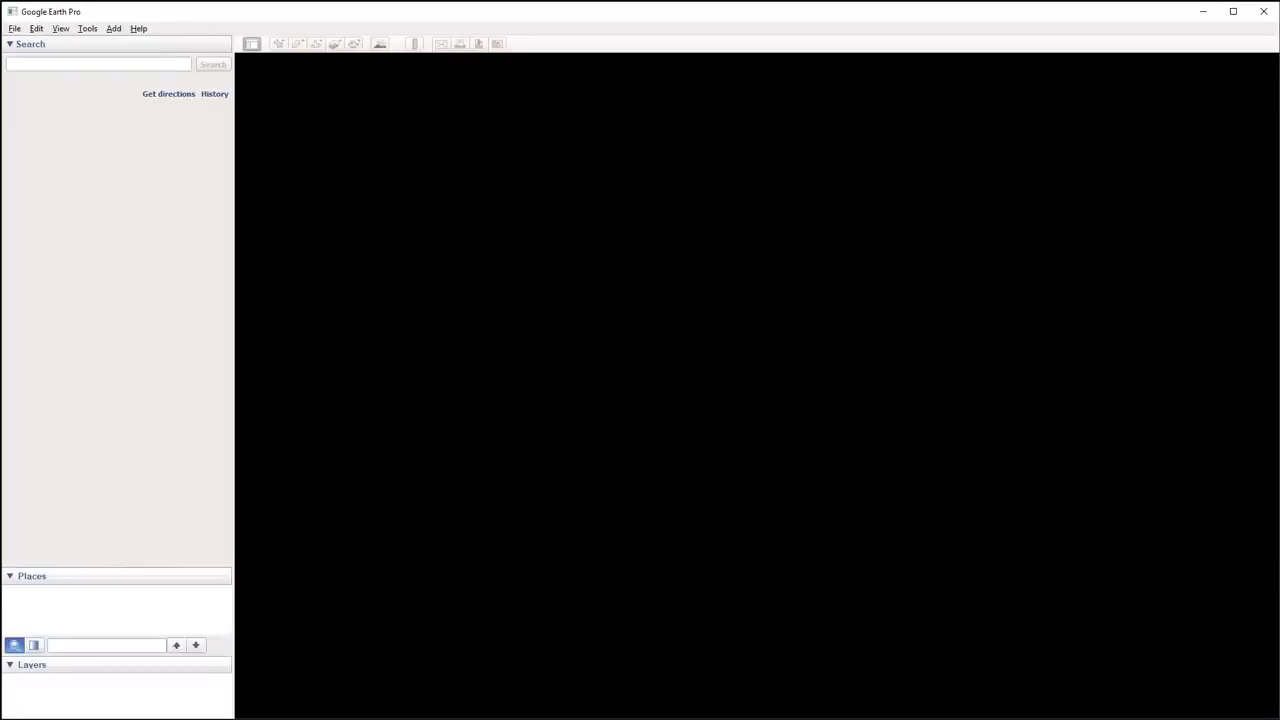 Google Earth Pro
File Edit View Tools Add Help
Search
Search
Get directions History
Places
Layers